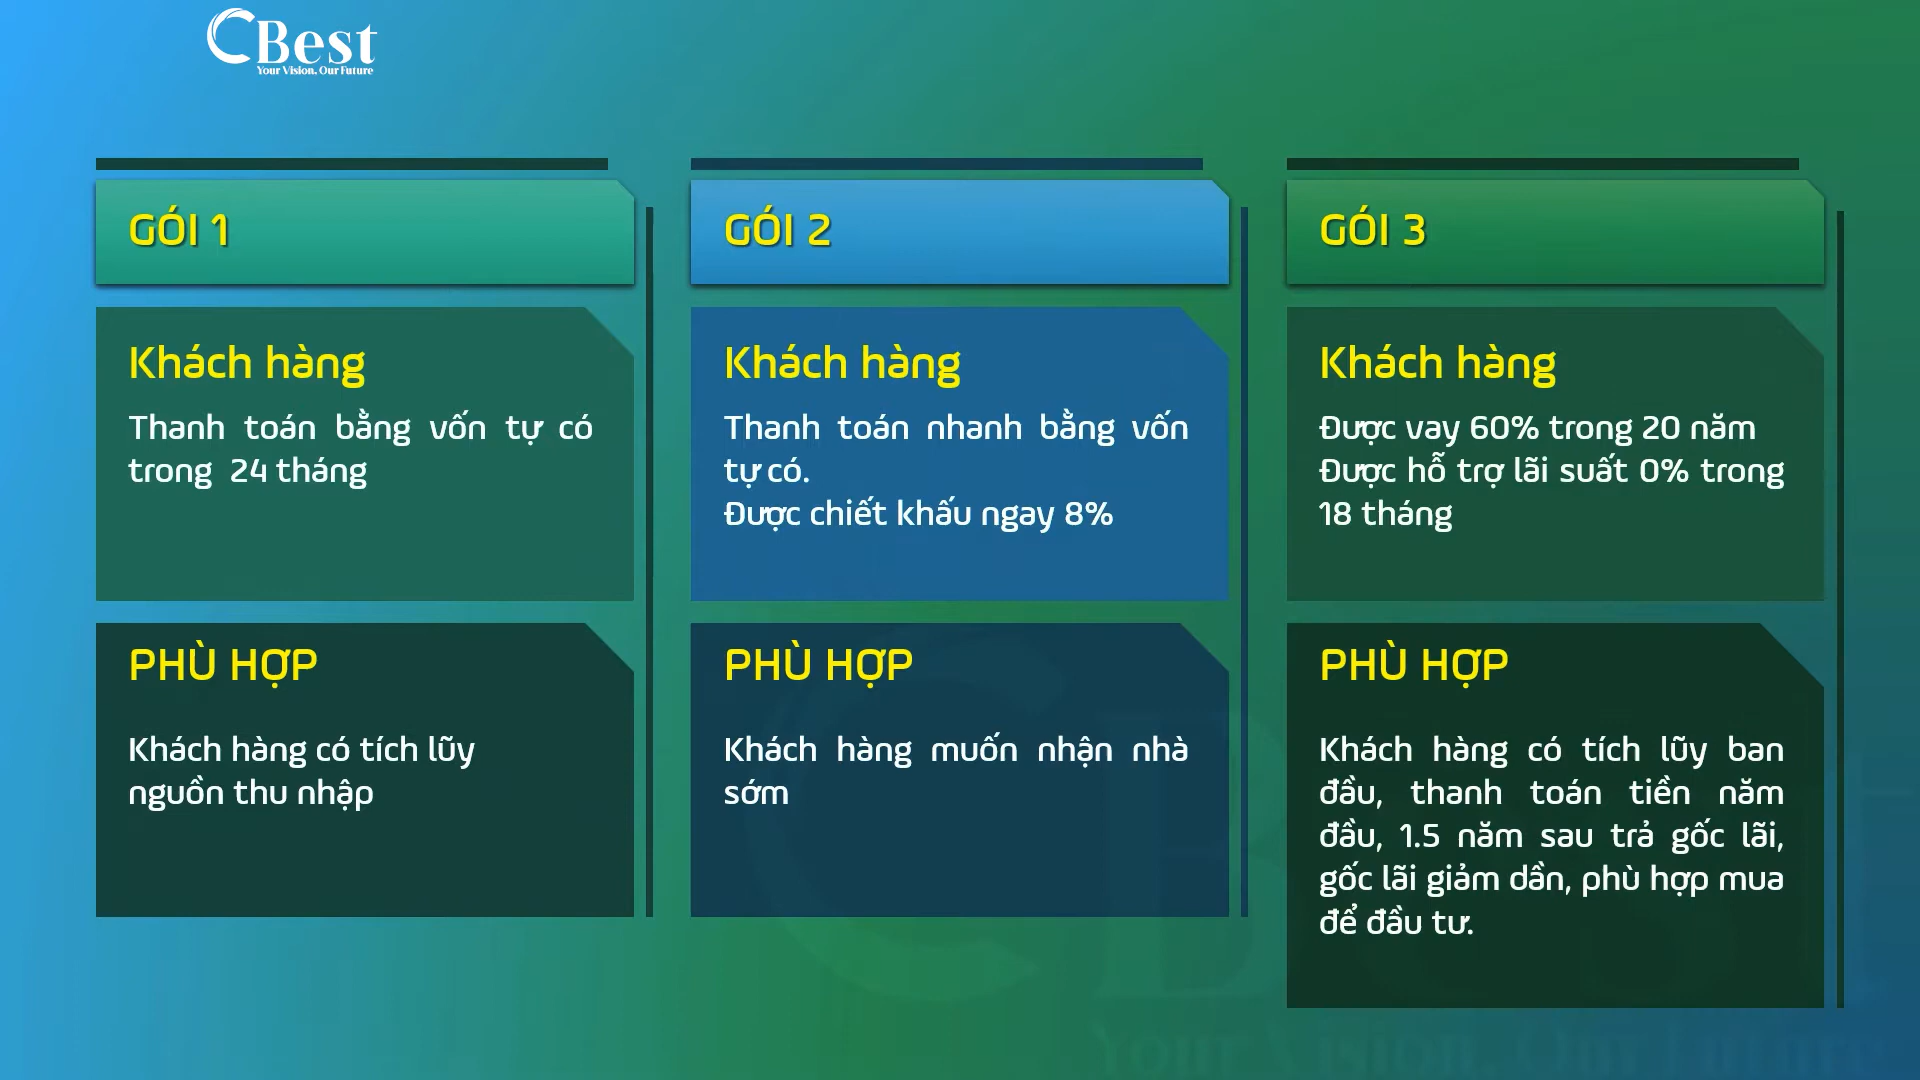 CBest
Your Vision. Our Future
GÓI 1
Khách hàng
Thanh toán bằng vốn tự có
trong 24 tháng
PHÙ HỢP
Khách hàng có tích lũy
nguồn thu nhập
GÓI 2
Khách hàng
Thanh toán nhanh bằng vốn
tự có.
Được chiết khấu ngay 8%
PHÙ HỢP
Khách hàng muốn nhận nhà
sớm
GÓI 3
Khách hàng
Được vay 60% trong 20 năm
Được hỗ trợ lãi suất 0% trong
18 tháng
PHÙ HỢP
Khách hàng có tích lũy ban
đầu, thanh toán tiền năm
đầu, 1.5 năm sau trả gốc lãi,
gốc lãi giảm dần, phù hợp mua
để đầu tư.
CBest
Your Vision. Our Future